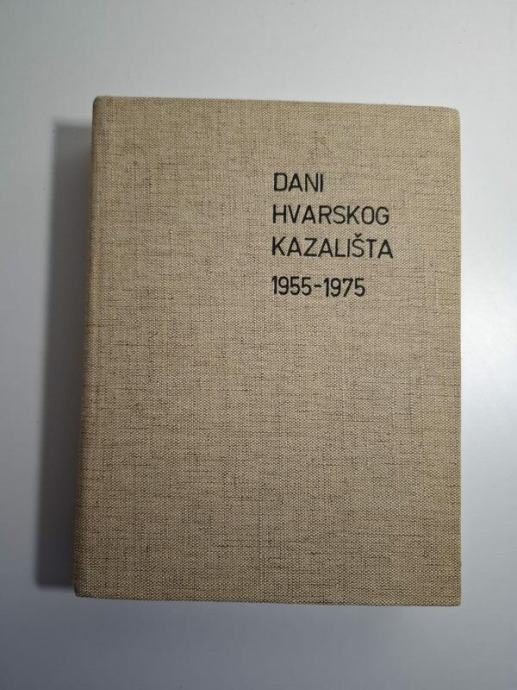 DANI
HVARSKOG
KAZALIŠTA
1955-1975